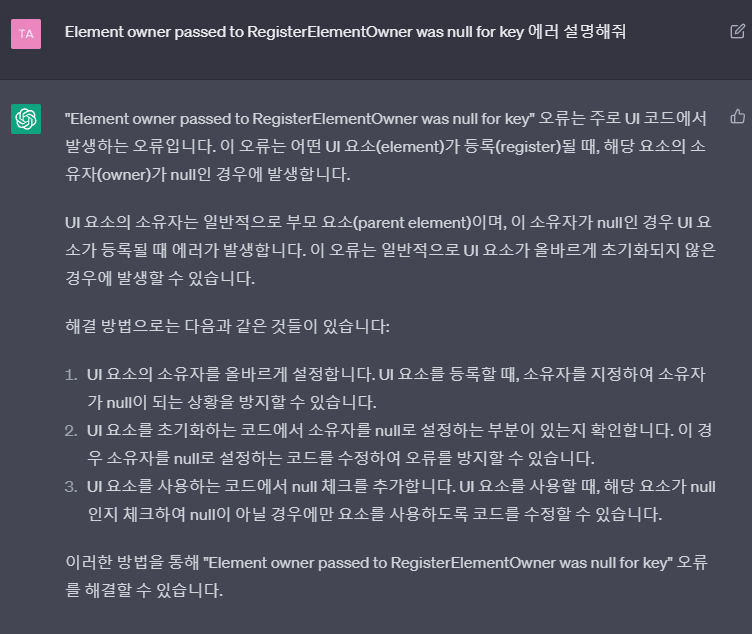 TA
Element owner passed to RegisterElementOwner was null for key 에러 설명해줘
"Element owner passed to RegisterElementOwner was null for key" 오류는 주로 UI 코드에서
발생하는 오류입니다. 이 오류는 어떤 UI 요소(element)가 등록(register)될 때, 해당 요소의 소
유자(owner)가 null인 경우에 발생합니다.
UI 요소의 소유자는 일반적으로 부모 요소(parent element)이며, 이 소유자가 null인 경우 UI 요
소가 등록될 때 에러가 발생합니다. 이 오류는 일반적으로 UI 요소가 올바르게 초기화되지 않은
경우에 발생할 수 있습니다.
해결 방법으로는 다음과 같은 것들이 있습니다:
1. UI 요소의 소유자를 올바르게 설정합니다. UI 요소를 등록할 때, 소유자를 지정하여 소유자
가 null이 되는 상황을 방지할 수 있습니다.
2. UI 요소를 초기화하는 코드에서 소유자를 null로 설정하는 부분이 있는지 확인합니다. 이 경
우 소유자를 null로 설정하는 코드를 수정하여 오류를 방지할 수 있습니다.
3. UI 요소를 사용하는 코드에서 null 체크를 추가합니다. UI 요소를 사용할 때, 해당 요소가 null
인지 체크하여 null이 아닐 경우에만 요소를 사용하도록 코드를 수정할 수 있습니다.
이러한 방법을 통해 "Element owner passed to RegisterElementOwner was null for key" 오류
를 해결할 수 있습니다.